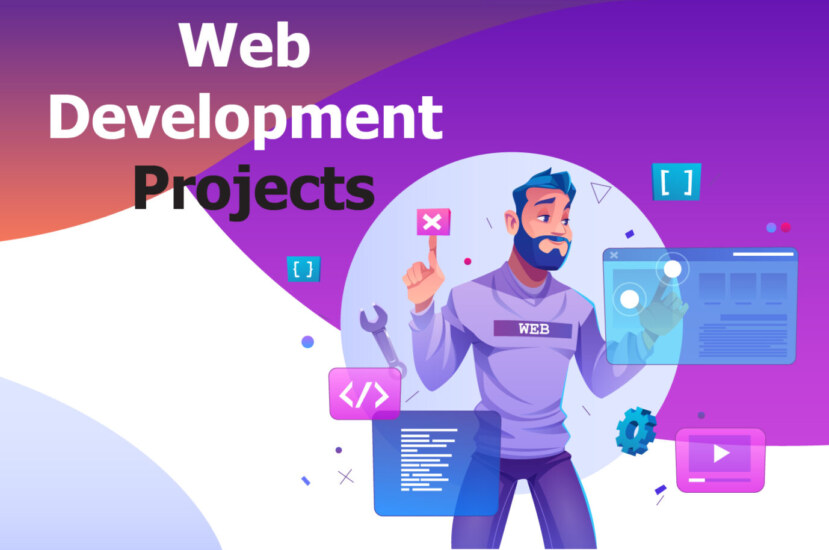 Web
Development
Projects
[ ]
{ }
WEB
</>